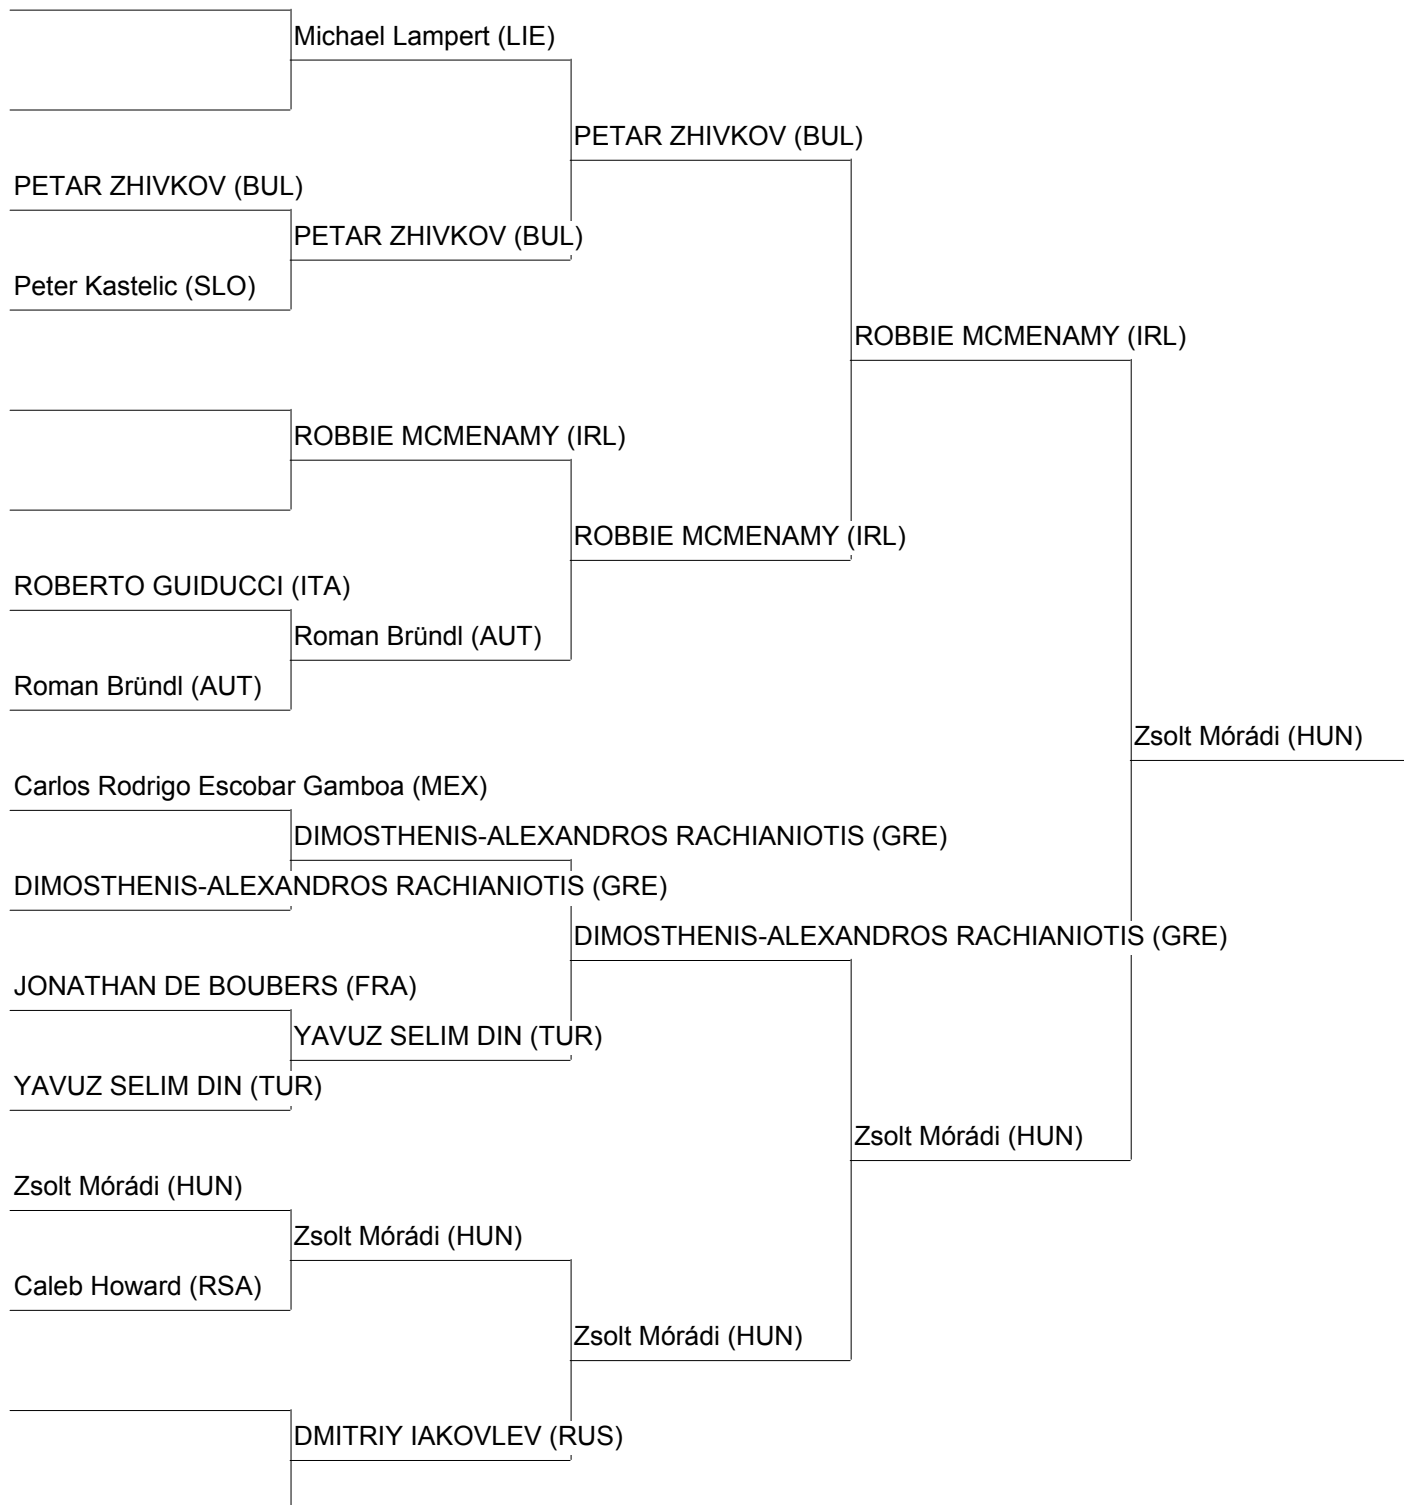 Michael Lampert (LIE)
PETAR ZHIVKOV (BUL)
PETAR ZHIVKOV (BUL)
PETAR ZHIVKOV (BUL)
Peter Kastelic (SLO)
ROBBIE MCMENAMY (IRL)
ROBBIE MCMENAMY (IRL)
ROBBIE MCMENAMY (IRL)
ROBERTO GUIDUCCI (ITA)
Roman Bründl (AUT)
Roman Bründl (AUT)
Zsolt Mórádi (HUN)
Carlos Rodrigo Escobar Gamboa (MEX)
DIMOSTHENIS-ALEXANDROS RACHIANIOTIS (GRE)
DIMOSTHENIS-ALEXANDROS RACHIANIOTIS (GRE)
DIMOSTHENIS-ALEXANDROS RACHIANIOTIS (GRE)
JONATHAN DE BOUBERS (FRA)
YAVUZ SELIM DIN (TUR)
YAVUZ SELIM DIN (TUR)
Zsolt Mórádi (HUN)
Zsolt Mórádi (HUN)
Zsolt Mórádi (HUN)
Caleb Howard (RSA)
Zsolt Mórádi (HUN)
DMITRIY IAKOVLEV (RUS)